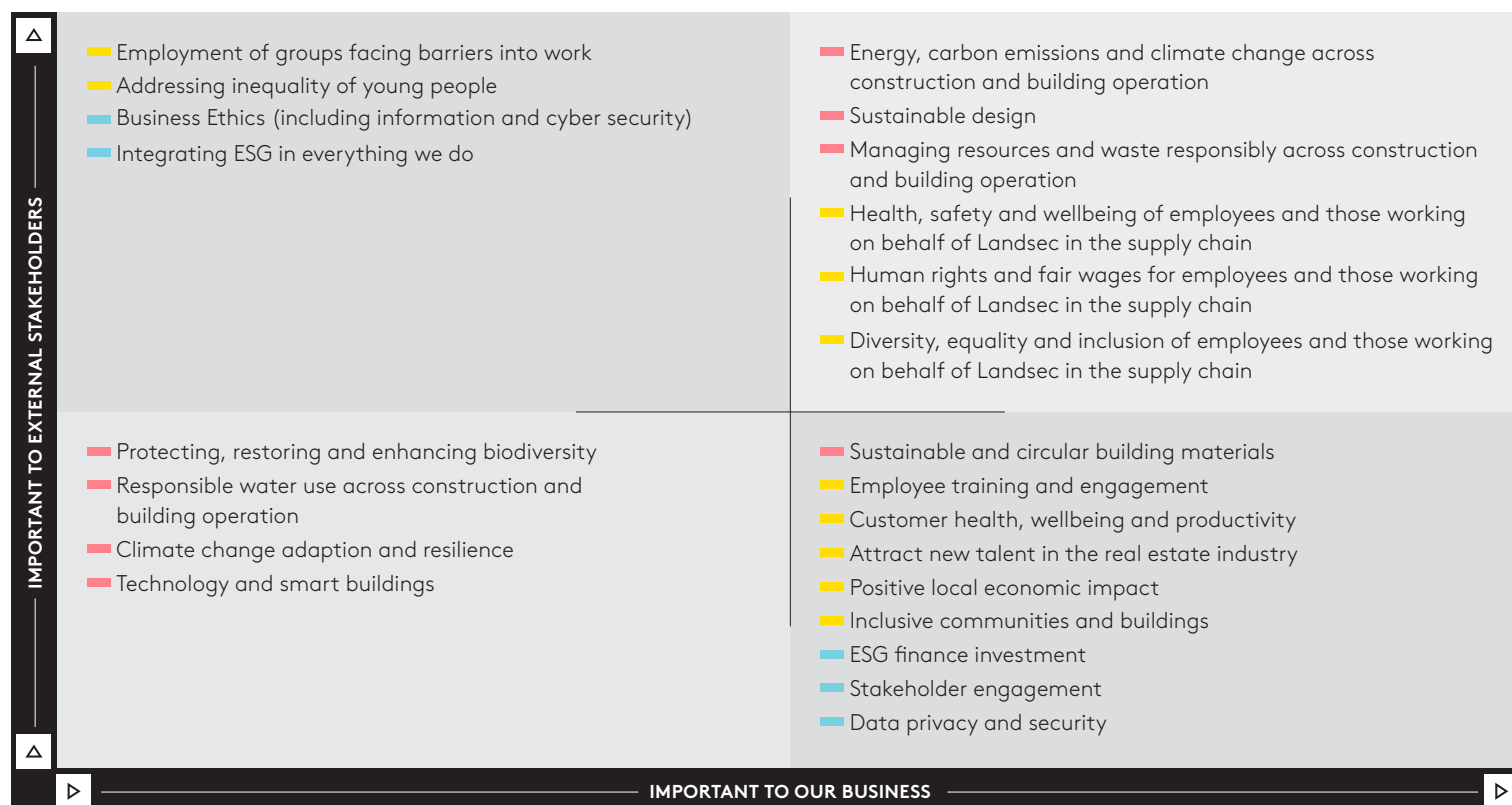 IMPORTANT TO EXTERNAL STAKEHOLDERS
Employment of groups facing barriers into work
Addressing inequality of young people
Business Ethics (including information and cyber security)
Integrating ESG in everything we do
Energy, carbon emissions and climate change across
construction and building operation
Sustainable design
Managing resources and waste responsibly across construction
and building operation
Health, safety and wellbeing of employees and those working
on behalf of Landsec in the supply chain
Human rights and fair wages for employees and those working
on behalf of Landsec in the supply chain
Diversity, equality and inclusion of employees and those working
on behalf of Landsec in the supply chain
Protecting, restoring and enhancing biodiversity
Responsible water use across construction and
building operation
Climate change adaption and resilience
Technology and smart buildings
Sustainable and circular building materials
Employee training and engagement
Customer health, wellbeing and productivity
Attract new talent in the real estate industry
Positive local economic impact
Inclusive communities and buildings
ESG finance investment
Stakeholder engagement
Data privacy and security
IMPORTANT TO OUR BUSINESS